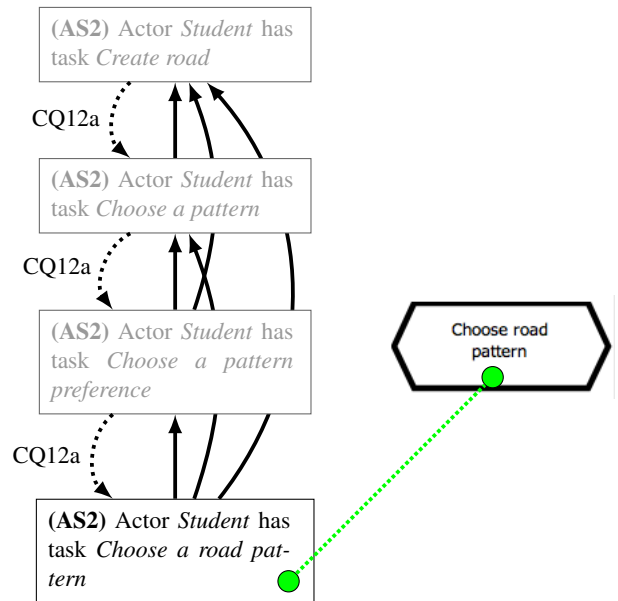 (AS2) Actor Student has
task Create road
CQ12a
(AS2) Actor Student has
task Choose a pattern
CQ12a
(AS2) Actor Student has
task Choose a pattern
preference
Choose road
pattern
CQ12a
(AS2) Actor Student has
task Choose a road pat-
tern